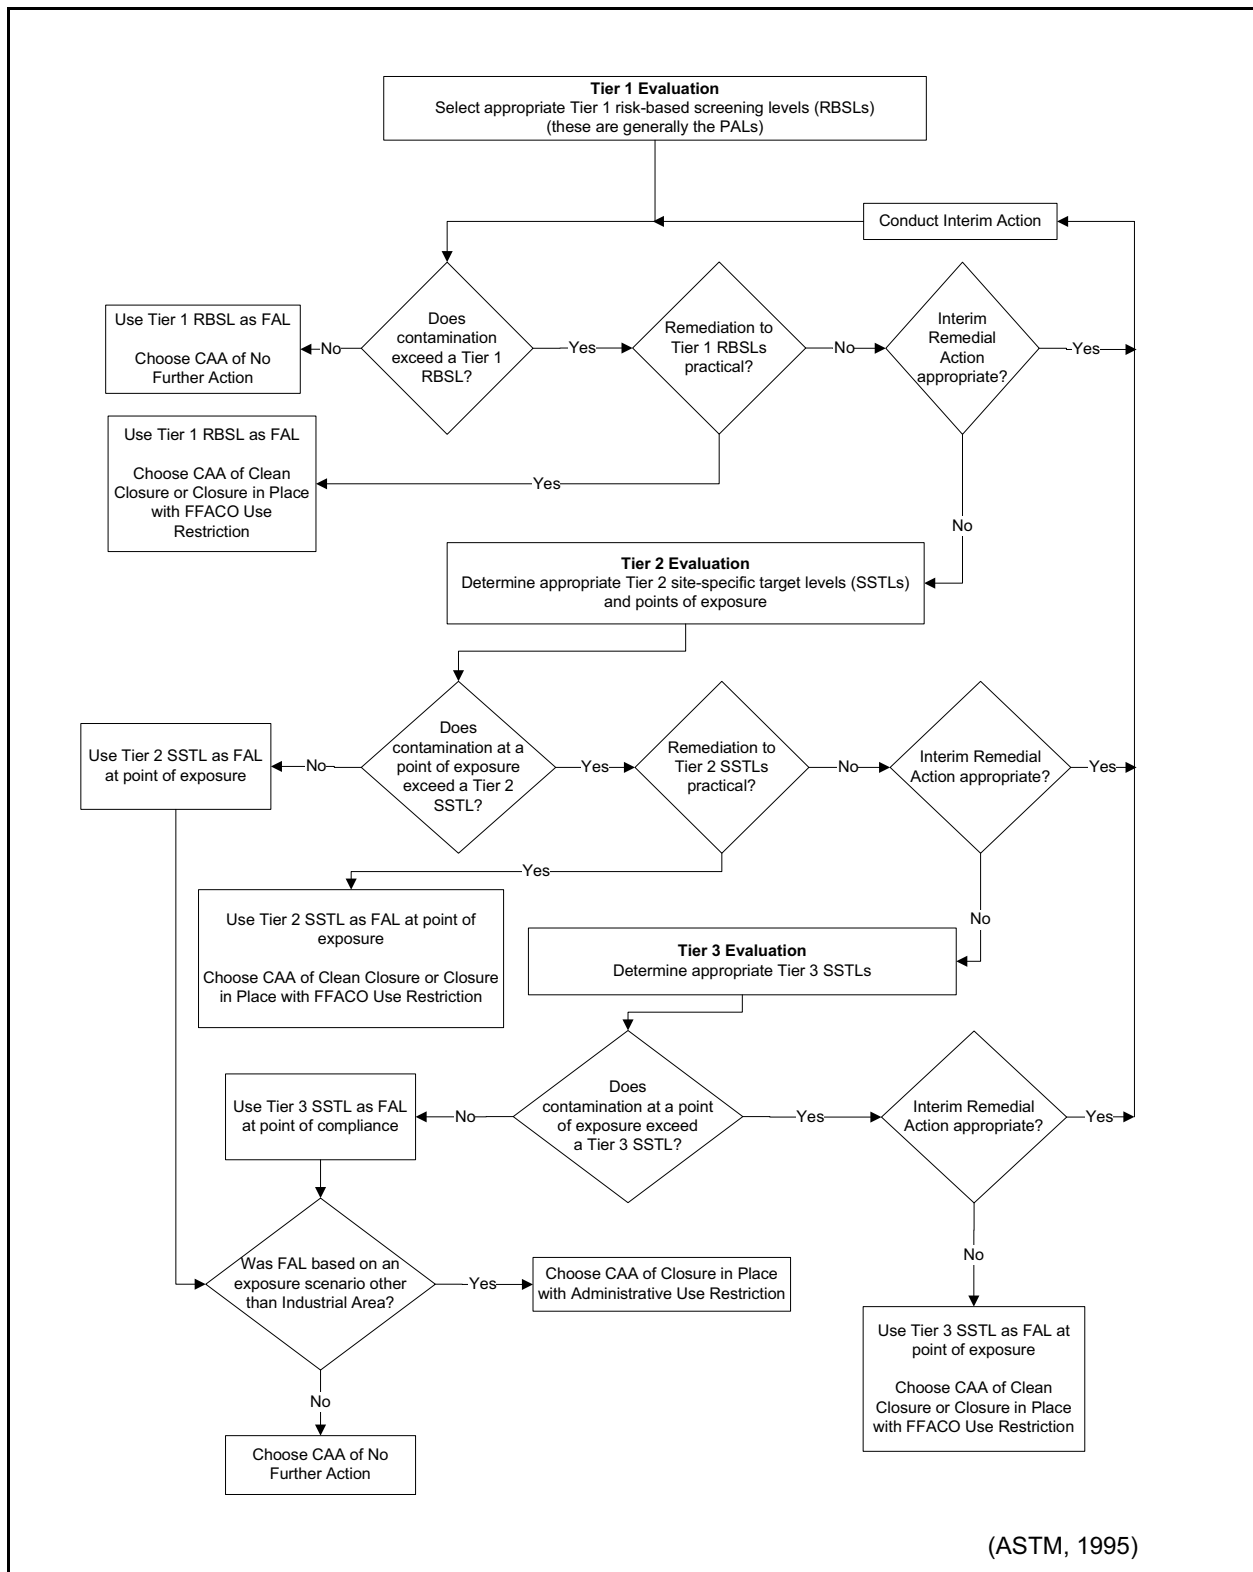 Tier 1 Evaluation
Select appropriate Tier 1 risk-based screening levels (RBSLs)
(these are generally the PALs)
Conduct Interim Action
Use Tier 1 RBSL as FAL
Choose CAA of No
Further Action
No
Does
contamination
exceed a Tier 1
RBSL?
Yes
Remediation to
Tier 1 RBSLs
practical?
No
Interim
Remedial
Action
appropriate?
Yes
Use Tier 1 RBSL as FAL
Choose CAA of Clean
Closure or Closure in Place
with FFACO Use
Restriction
Yes
No
Tier 2 Evaluation
Determine appropriate Tier 2 site-specific target levels (SSTLs)
and points of exposure
Use Tier 2 SSTL as FAL
at point of exposure
No
Does
contamination at a
point of exposure
exceed a Tier 2
SSTL?
Yes
Remediation to
Tier 2 SSTLs
practical?
No
Interim Remedial
Action appropriate?
Yes
Yes
No
Use Tier 2 SSTL as FAL at point of
exposure
Choose CAA of Clean Closure or Closure
in Place with FFACO Use Restriction
Tier 3 Evaluation
Determine appropriate Tier 3 SSTLs
Use Tier 3 SSTL as FAL
at point of compliance
No
Does
contamination at a point
of exposure exceed
a Tier 3 SSTL?
Yes
Interim Remedial
Action appropriate?
Yes
Was FAL based on an
exposure scenario other
than Industrial Area?
Yes
Choose CAA of Closure in Place
with Administrative Use Restriction
No
Use Tier 3 SSTL as FAL at
point of exposure
Choose CAA of Clean
Closure or Closure in Place
with FFACO Use Restriction
No
Choose CAA of No
Further Action
(ASTM, 1995)